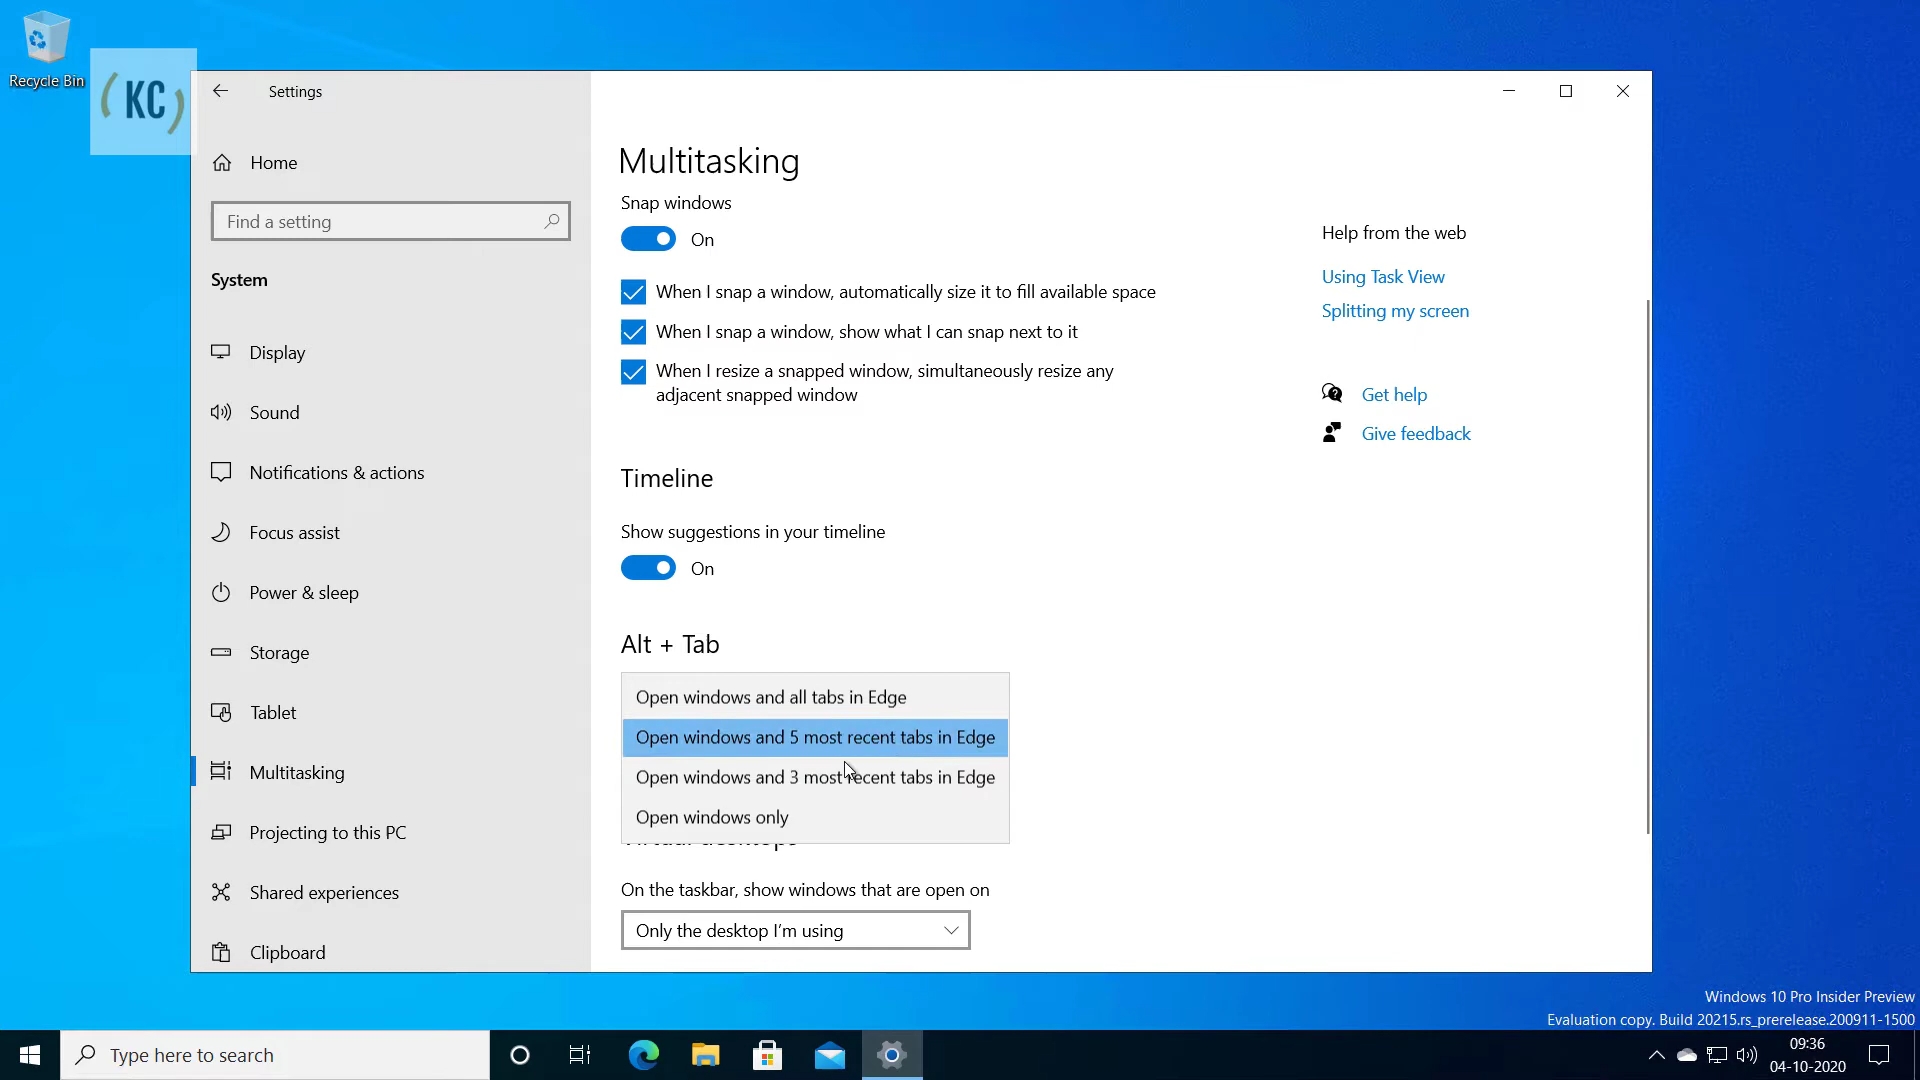 Recycle Bin
(KC)
Settings
Home
Find a setting
System
Display
Sound
Notifications & actions
Focus assist
Power & sleep
Storage
Tablet
Multitasking
Projecting to this PC
Shared experiences
Clipboard
Multitasking
Snap windows
On
When I snap a window, automatically size it to fill available space
When I snap a window, show what I can snap next to it
When I resize a snapped window, simultaneously resize any
adjacent snapped window
Timeline
Show suggestions in your timeline
On
Alt + Tab
Open windows and all tabs in Edge
Open windows and 5 most recent tabs in Edge
Open windows and 3 most recent tabs in Edge
Open windows only
On the taskbar, show windows that are open on
Only the desktop I'm using
Help from the web
Using Task View
Splitting my screen
Get help
Give feedback
Windows 10 Pro Insider Preview
Evaluation copy. Build 20215.rs_prerelease.200911-1500
Type here to search
09:36
04-10-2020